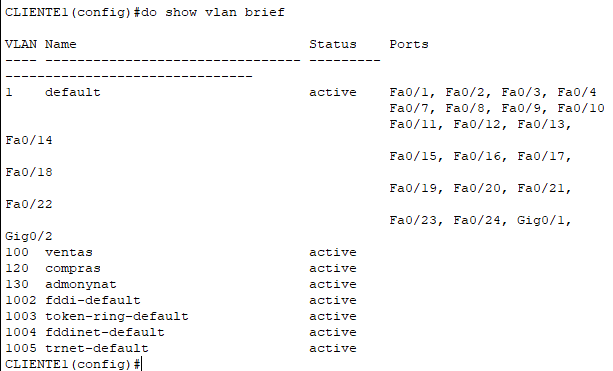 CLIENTE1(config)#do show vlan brief
VLAN Name                             Status    Ports
---- -------------------------------- --------- 
-------------------------------
1    default                          active    Fa0/1, Fa0/2, Fa0/3, Fa0/4
                                                Fa0/7, Fa0/8, Fa0/9, Fa0/10
                                                Fa0/11, Fa0/12, Fa0/13,
Fa0/14
                                                Fa0/15, Fa0/16, Fa0/17,
Fa0/18
                                                Fa0/19, Fa0/20, Fa0/21,
Fa0/22
                                                Fa0/23, Fa0/24, Gig0/1,
Gig0/2
100  ventas                           active
120  compras                          active
130  admonynat                        active
1002 fddi-default                     active
1003 token-ring-default               active
1004 fddinet-default                  active
1005 trnet-default                    active
CLIENTE1(config)#